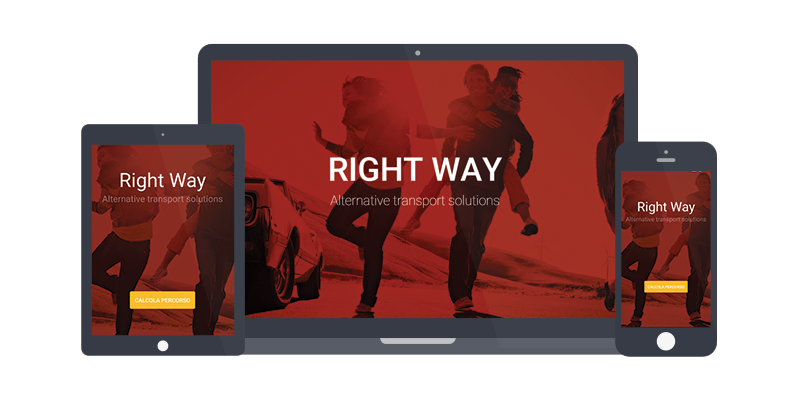 Right Way
Alternative transport solutions
CALCOLA PERCORSO
RIGHT WAY
Alternative transport solutions
Right Way
Alternative transport solutions
CALCOLA PERCORSO